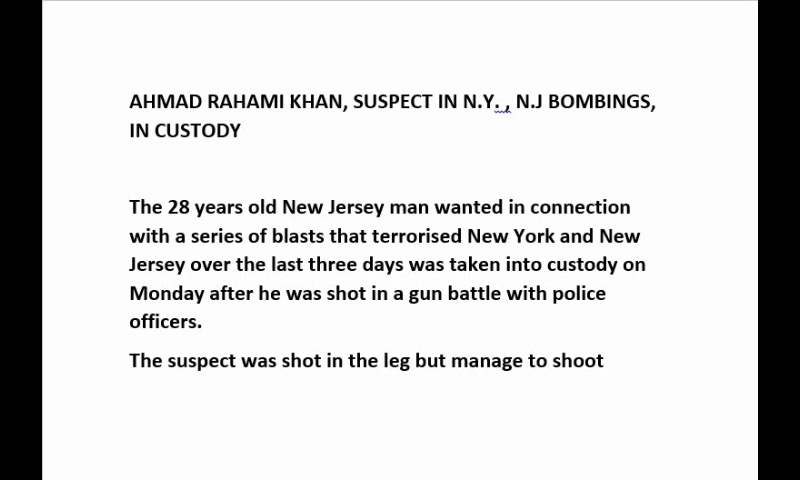 AHMAD RAHAMI KHAN, SUSPECT IN N.Y. , N.J BOMBINGS,
IN CUSTODY
The 28 years old New Jersey man wanted in connection
with a series of blasts that terrorised New York and New
Jersey over the last three days was taken into custody on
Monday after he was shot in a gun battle with police
officers.
The suspect was shot in the leg but manage to shoot